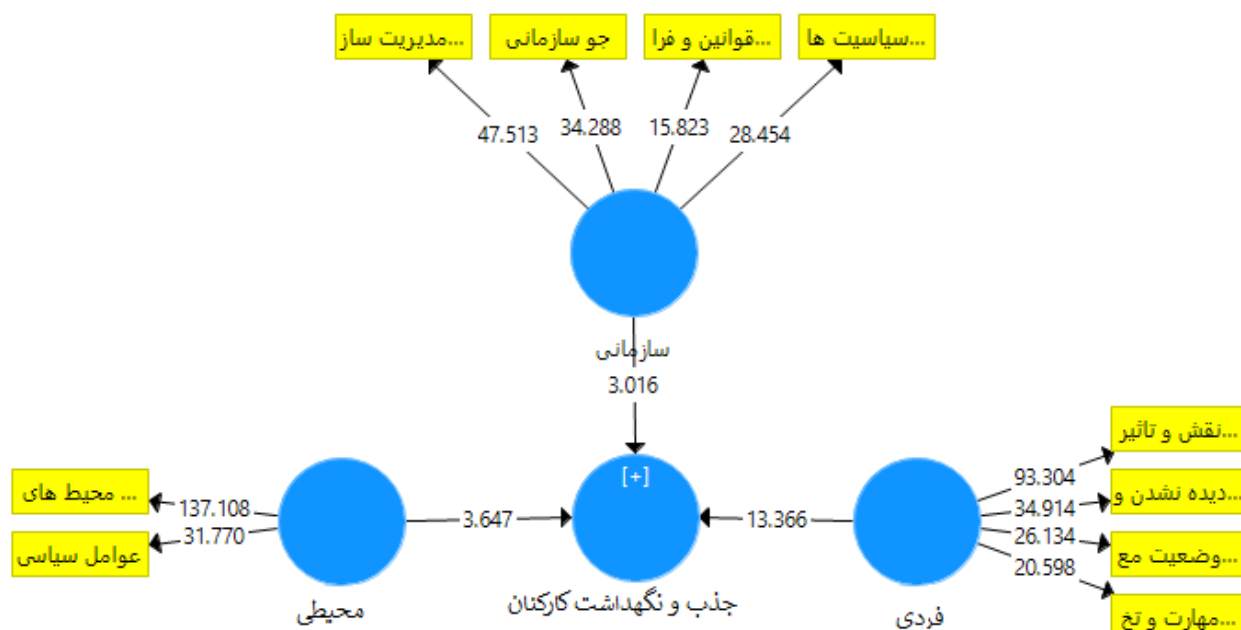 مدیریت ساز...
جو سازمانی
قوانین و فرا...
سیاسیت ها...
47.513
34.288
15.823
28.454
سازمانی
3.016
نقش و تاثیر...
[+]
93.304
محیط های ...
دیده نشدن و...
137.108
34.914
3.647
13.366
31.770
26.134
عوامل سیاسی
وضعیت مع...
20.598
محیطی
جذب و نگهداشت کارکنان
فردی
مهارت و تخ...